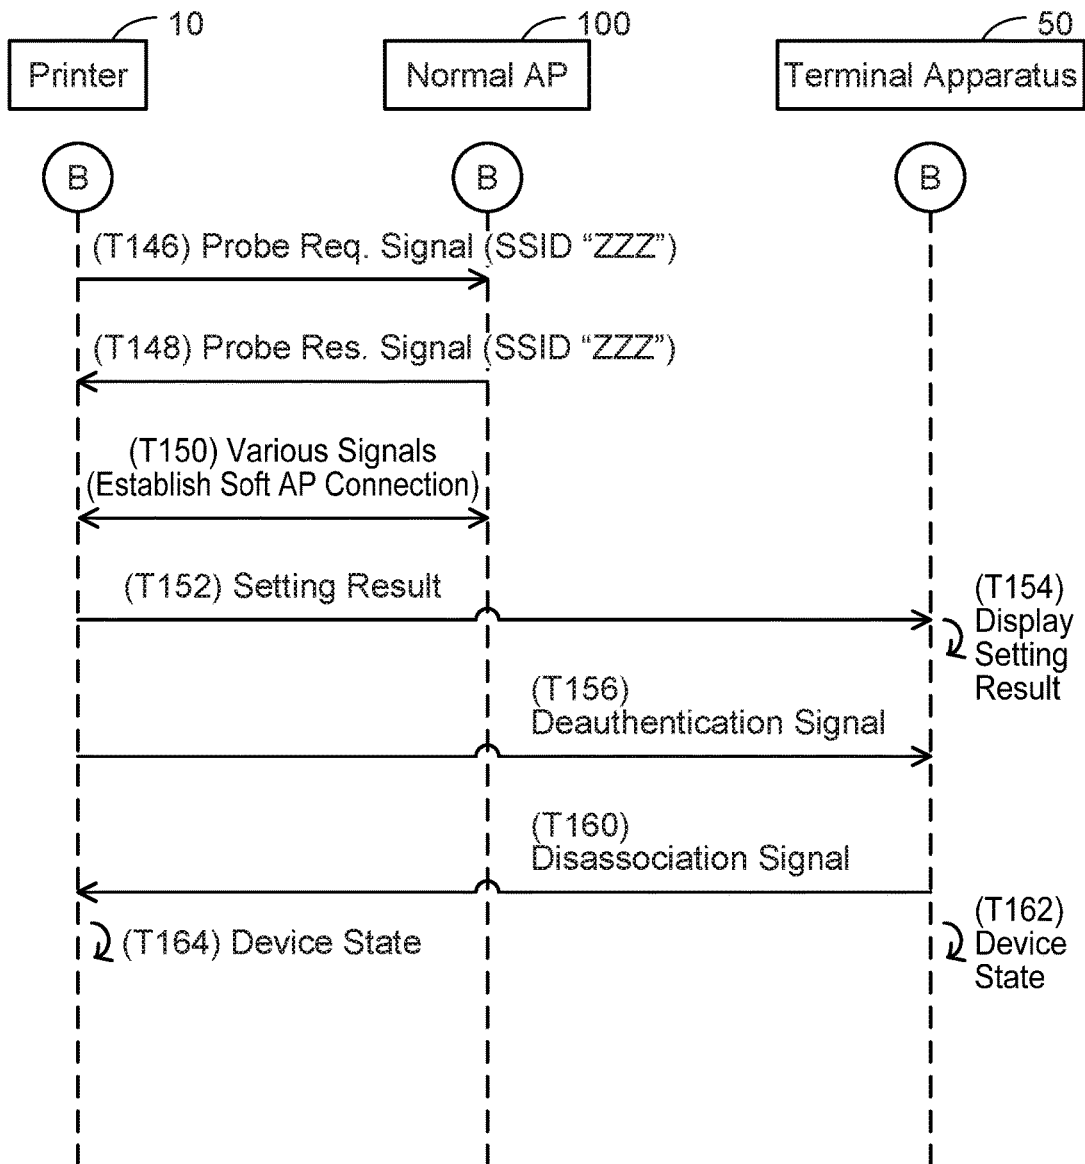 10
100
50
Printer
Normal AP
Terminal Apparatus
B
B
B
(T146) Probe Req. Signal (SSID “ZZZ”)
(T148) Probe Res. Signal (SSID “ZZZ”)
(T150) Various Signals
(Establish Soft AP Connection)
(T152) Setting Result
(T154)
Display
Setting
Result
(T156)
Deauthentication Signal
(T160)
Disassociation Signal
(T164) Device State
(T162)
Device
State